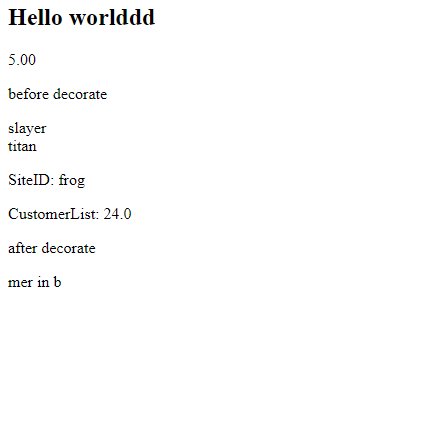 Hello worlddd
5.00
before decorate
slayer
titan
SiteID: frog
CustomerList: 24.0
after decorate
mer in b